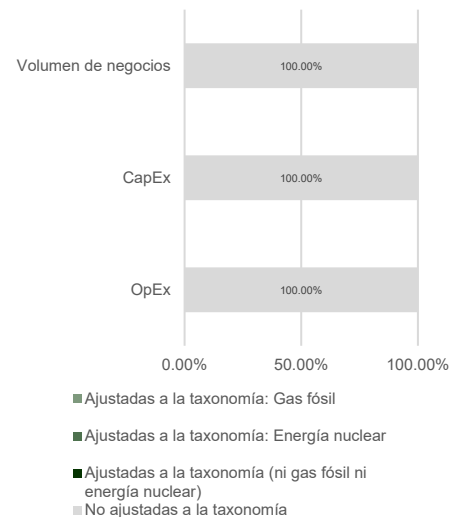 Volumen de negocios
100.00%
CapEx
100.00%
OpEx
100.00%
0.00% 50.00% 100.00%
Ajustadas a la taxonomía: Gas fósil
Ajustadas a la taxonomía: Energía nuclear
Ajustadas a la taxonomía (ni gas fósil ni
energía nuclear)
No ajustadas a la taxonomía